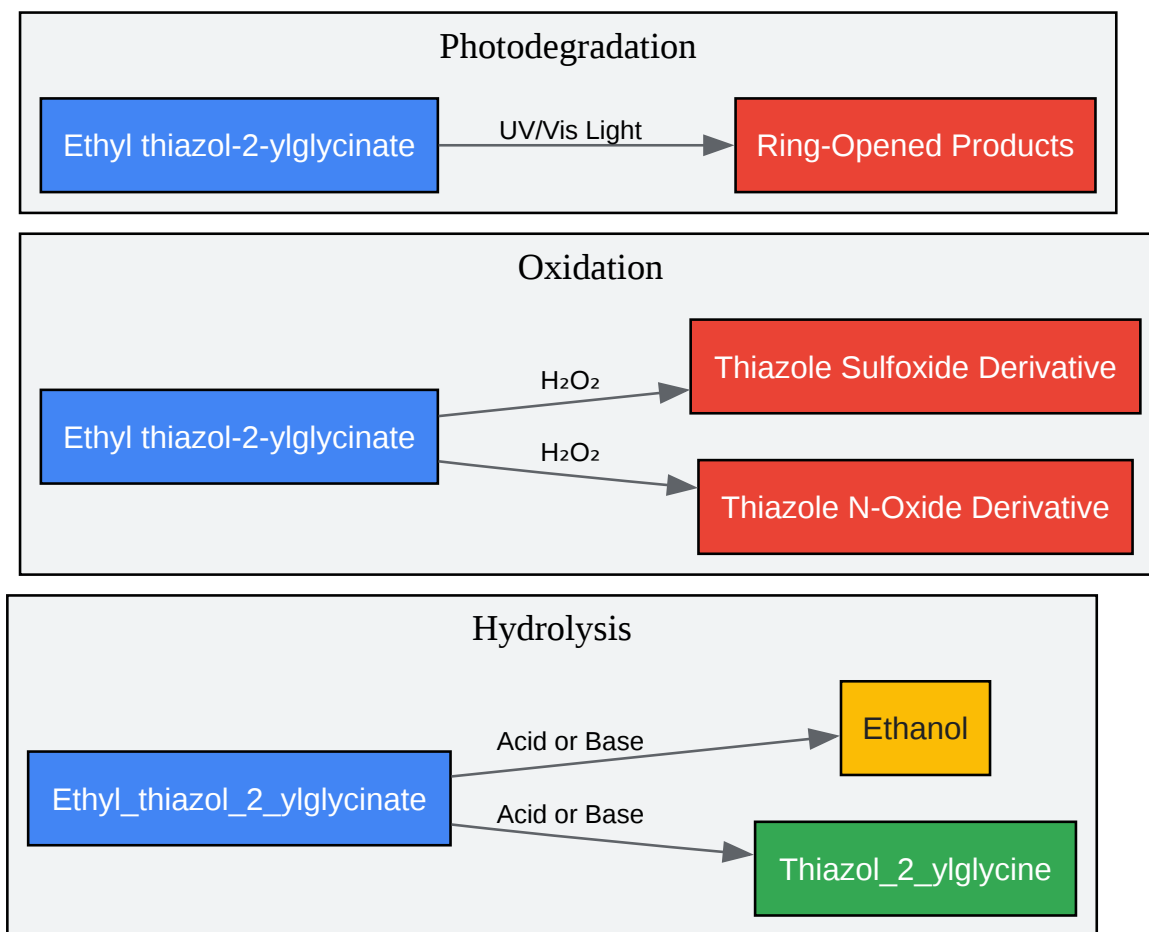 Photodegradation
Ethyl thiazol-2-ylglycinate
UV/Vis Light
Ring-Opened Products
Oxidation
Ethyl thiazol-2-ylglycinate
H₂O₂
Thiazole Sulfoxide Derivative
H₂O₂
Thiazole N-Oxide Derivative
Hydrolysis
Ethyl_thiazol_2_ylglycinate
Acid or Base
Ethanol
Acid or Base
Thiazol_2_ylglycine